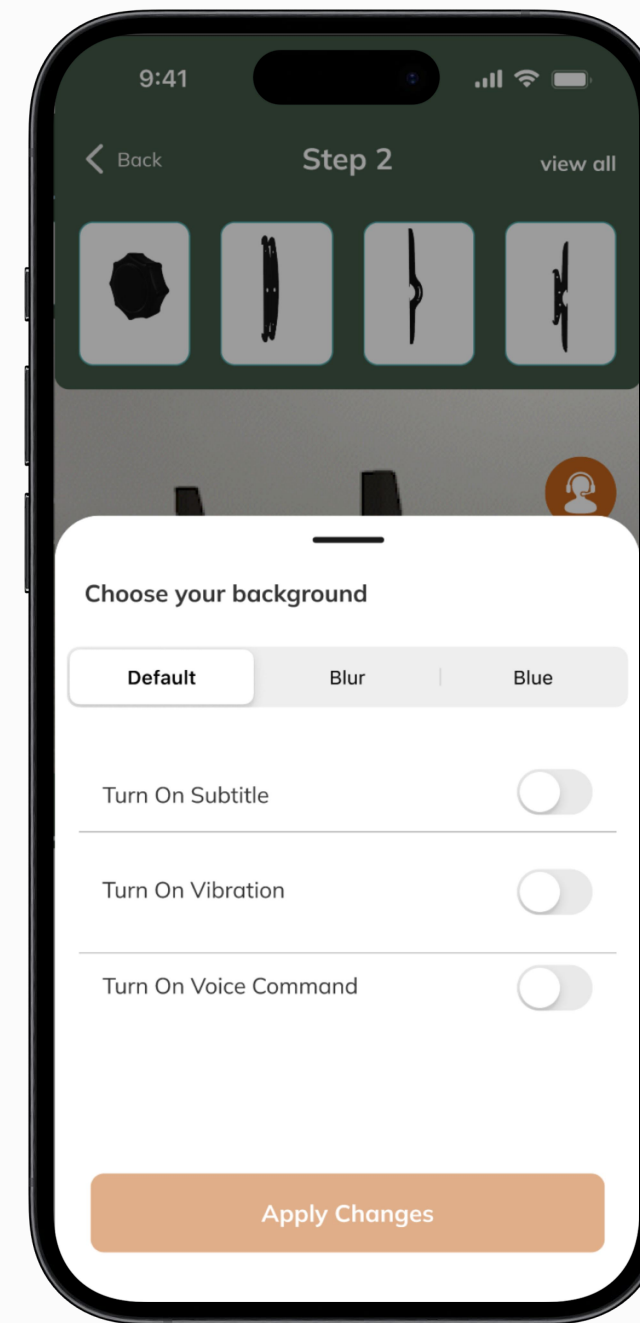 9:41
Back
Step 2
view all
Choose your background
Default
Blur
Blue
Turn On Subtitle
Turn On Vibration
Turn On Voice Command
Apply Changes